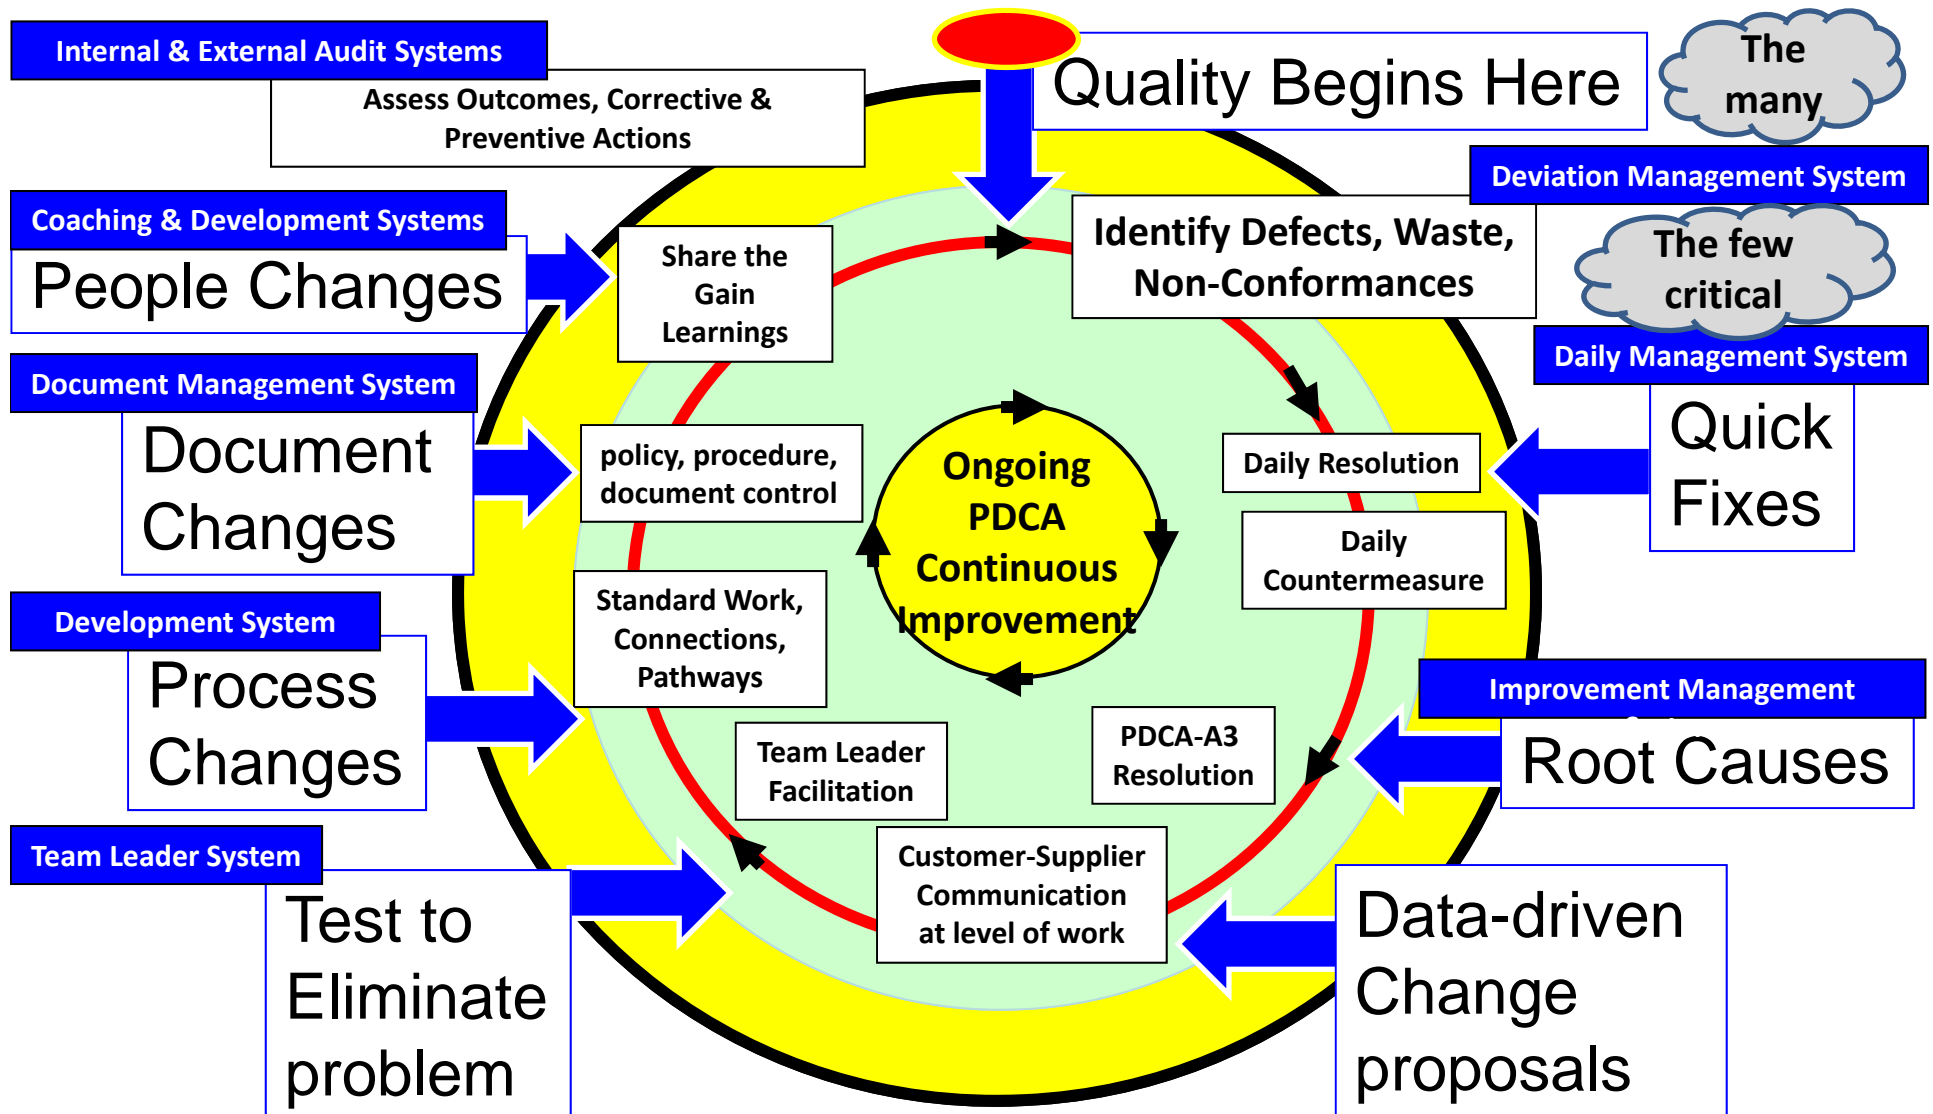 Internal & External Audit Systems
Assess Outcomes, Corrective &
Preventive Actions
Quality Begins Here
The
many
Deviation Management System
Identify Defects, Waste,
Non-Conformances
The few
critical
Daily Management System
Quick
Fixes
Daily Resolution
Daily
Countermeasure
Improvement Management
Root Causes
PDCA-A3
Resolution
Data-driven
Change
proposals
Customer-Supplier
Communication
at level of work
Team Leader
Facilitation
Team Leader System
Test to
Eliminate
problem
Development System
Process
Changes
Standard Work,
Connections,
Pathways
Document Management System
Document
Changes
policy, procedure,
document control
Coaching & Development Systems
People Changes
Share the
Gain
Learnings
Ongoing
PDCA
Continuous
Improvement